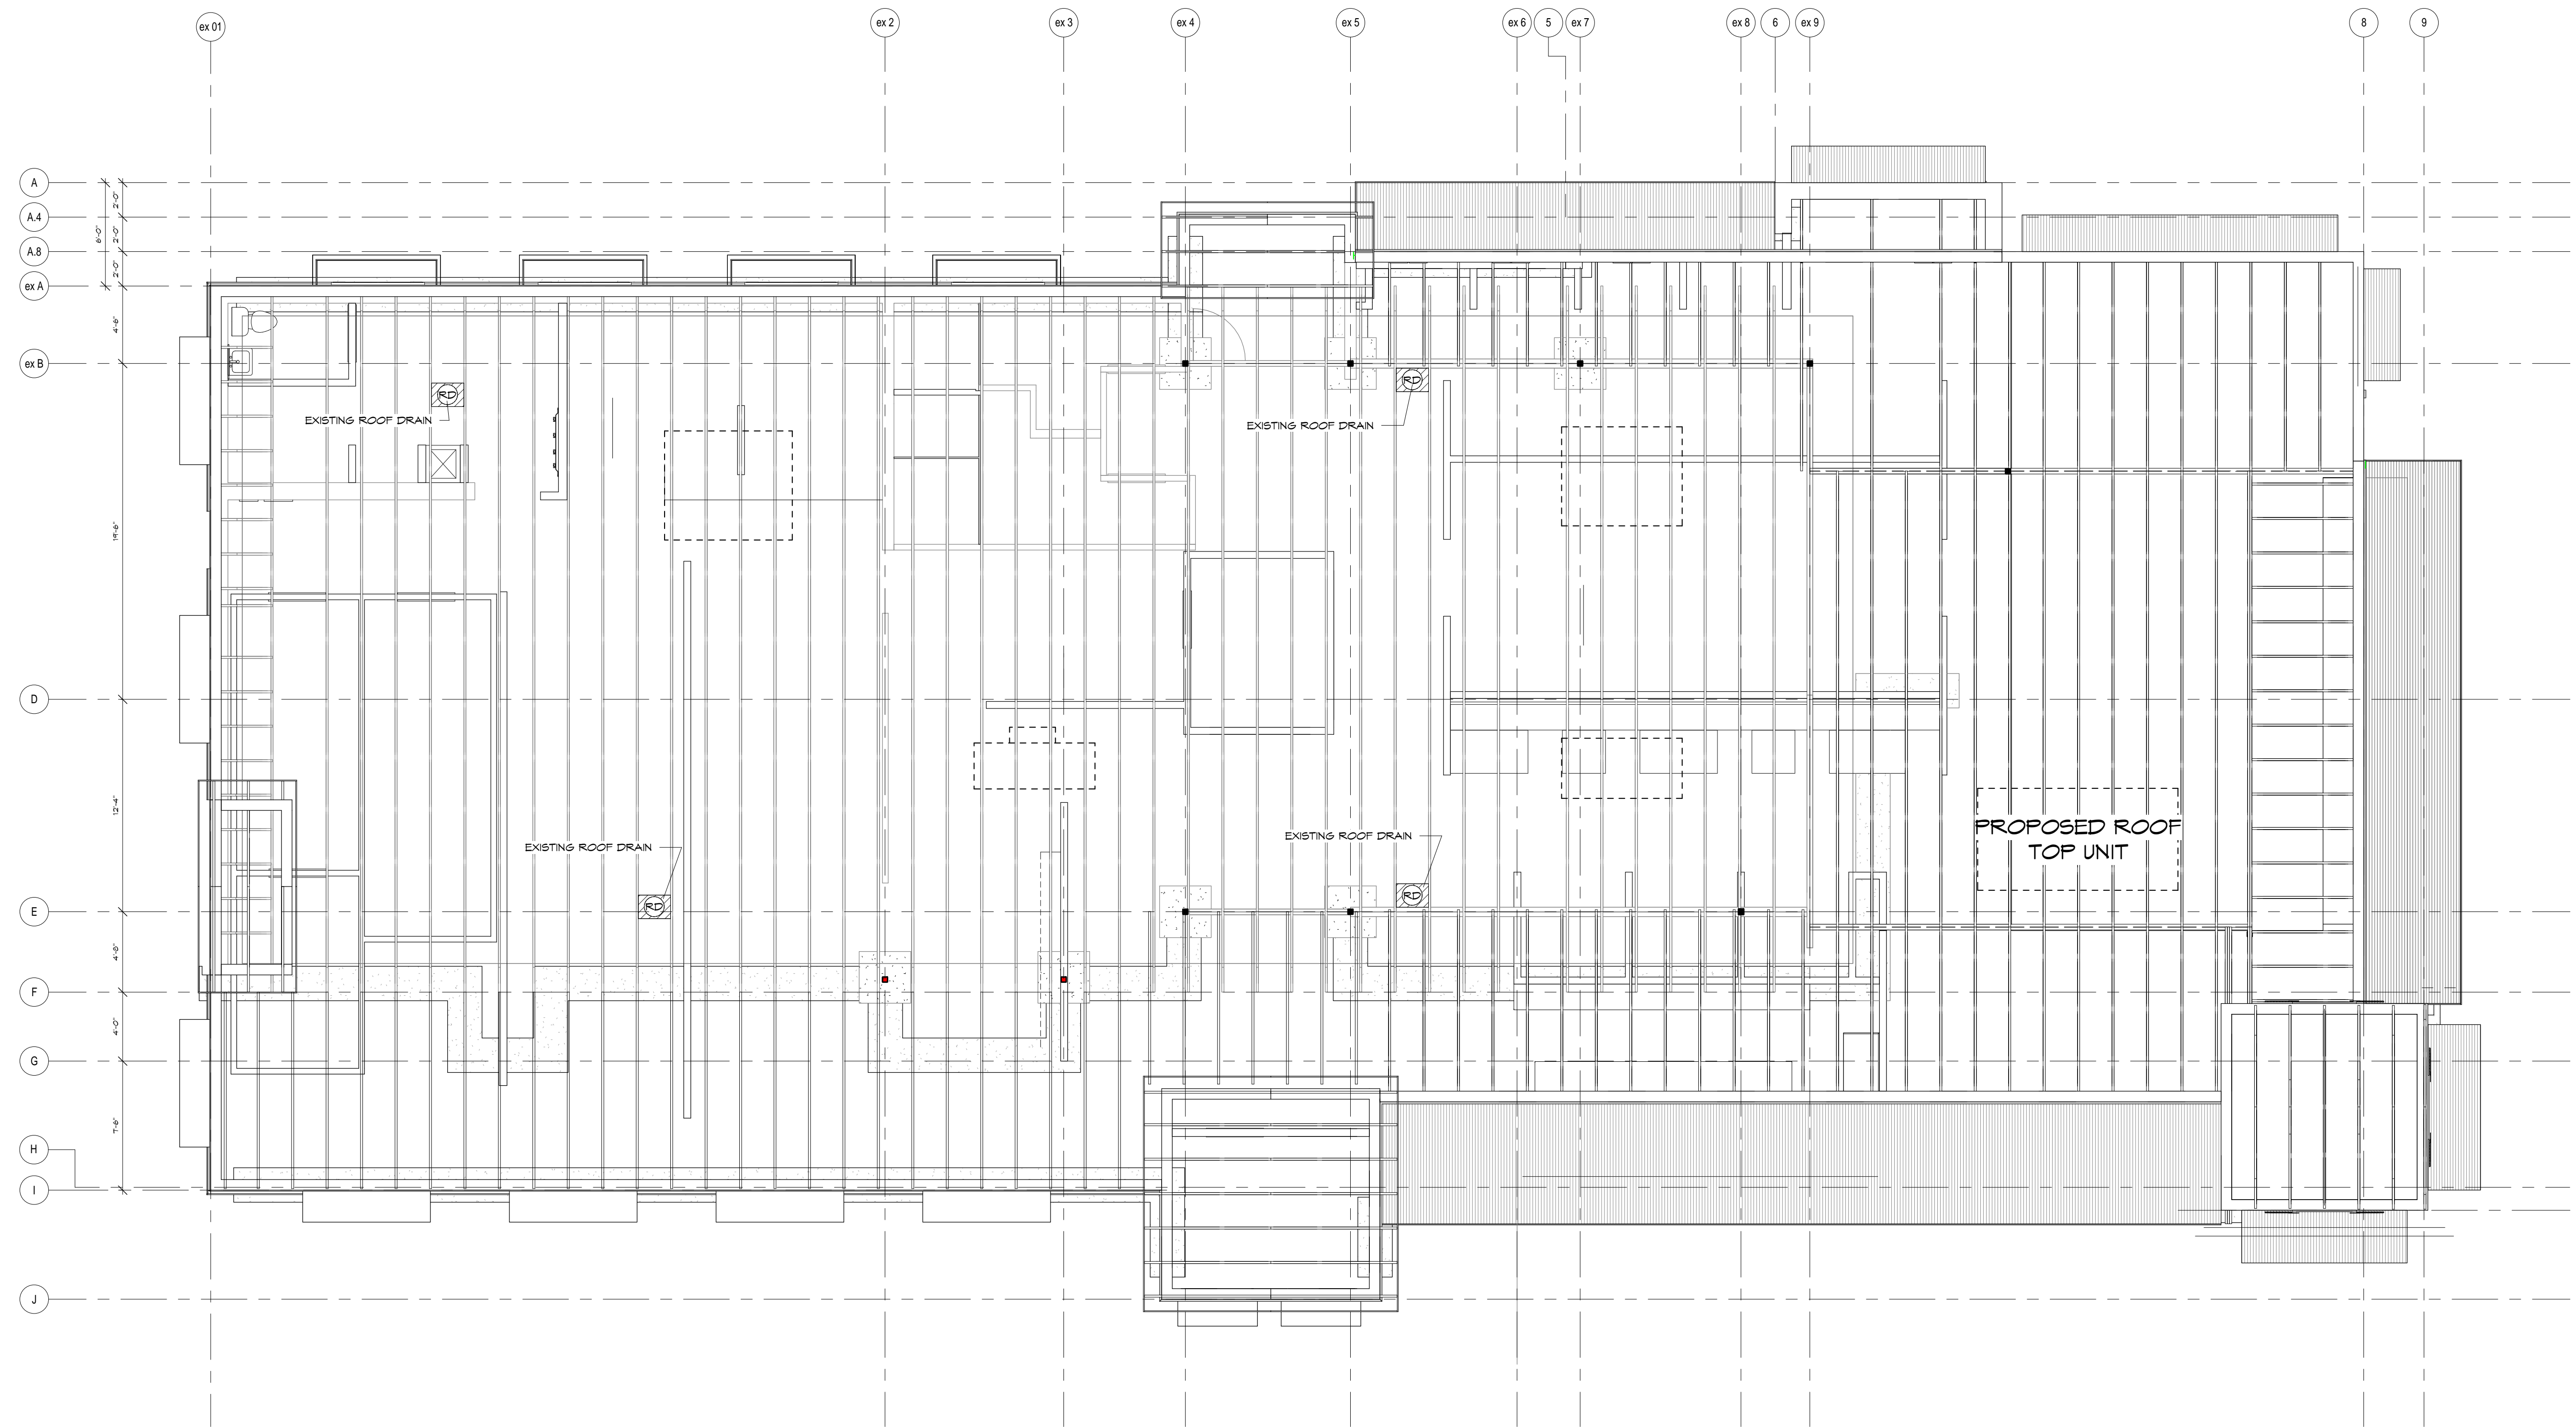 ex 01
ex 2
ex 3
ex 4
ex 5
ex 6
5
ex 7
ex 8
6
ex 9
8
9
A
A.4
A.8
ex A
ex B
D
E
F
G
H
I
J
6'-0"
2'-0"
2'-0"
2'-0"
4'-6"
19'-6"
12'-4"
4'-8"
4'-0"
7'-6"
RD
EXISTING ROOF DRAIN
RD
EXISTING ROOF DRAIN
EXISTING ROOF DRAIN
RD
EXISTING ROOF DRAIN
RD
PROPOSED ROOF
TOP UNIT